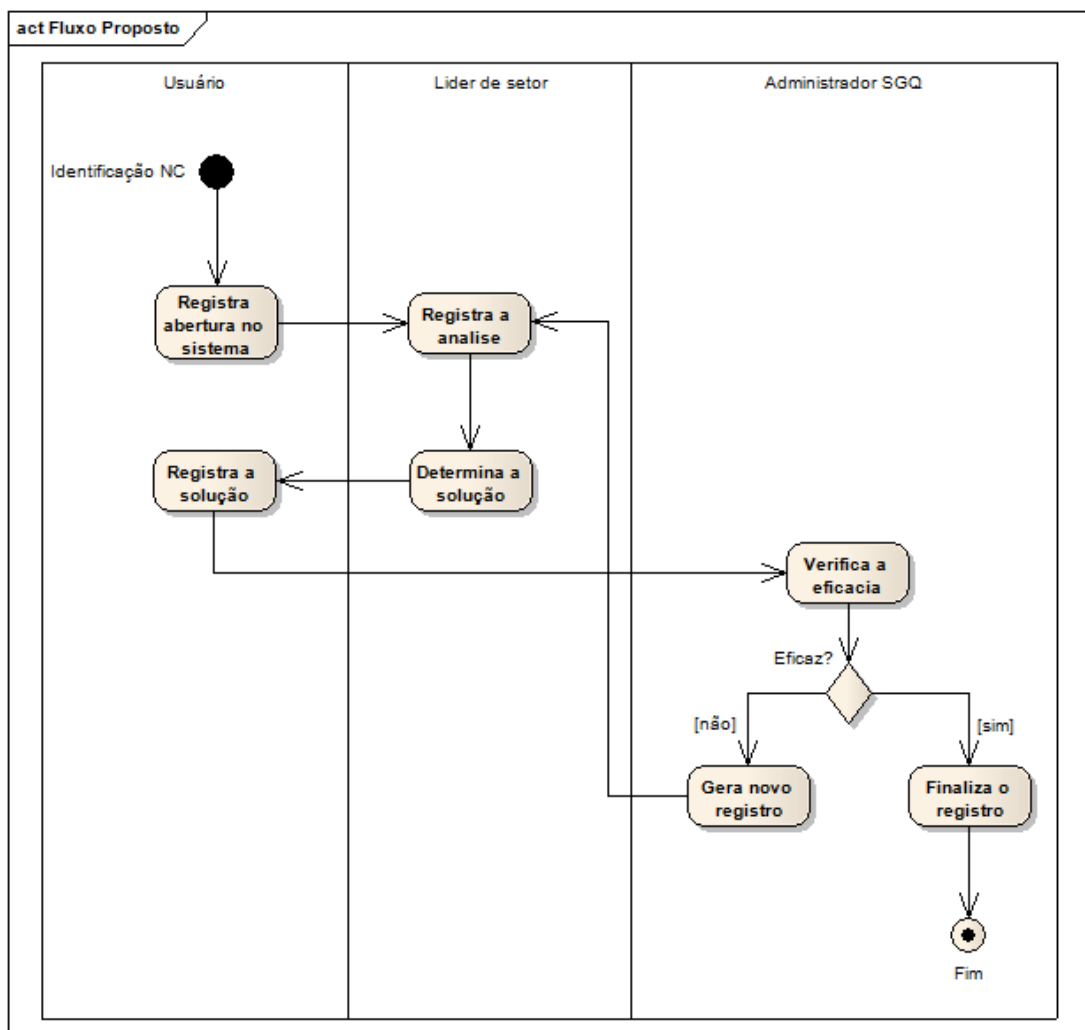 act Fluxo Proposto
Usuário
Lider de setor
Administrador SGQ
Identificação NC
Registra
abertura no
sistema
Registra a
analise
Registra a
solução
Determina a
solução
Verifica a
eficacia
Eficaz?
[não]
[sim]
Gera novo
registro
Finaliza o
registro
Fim